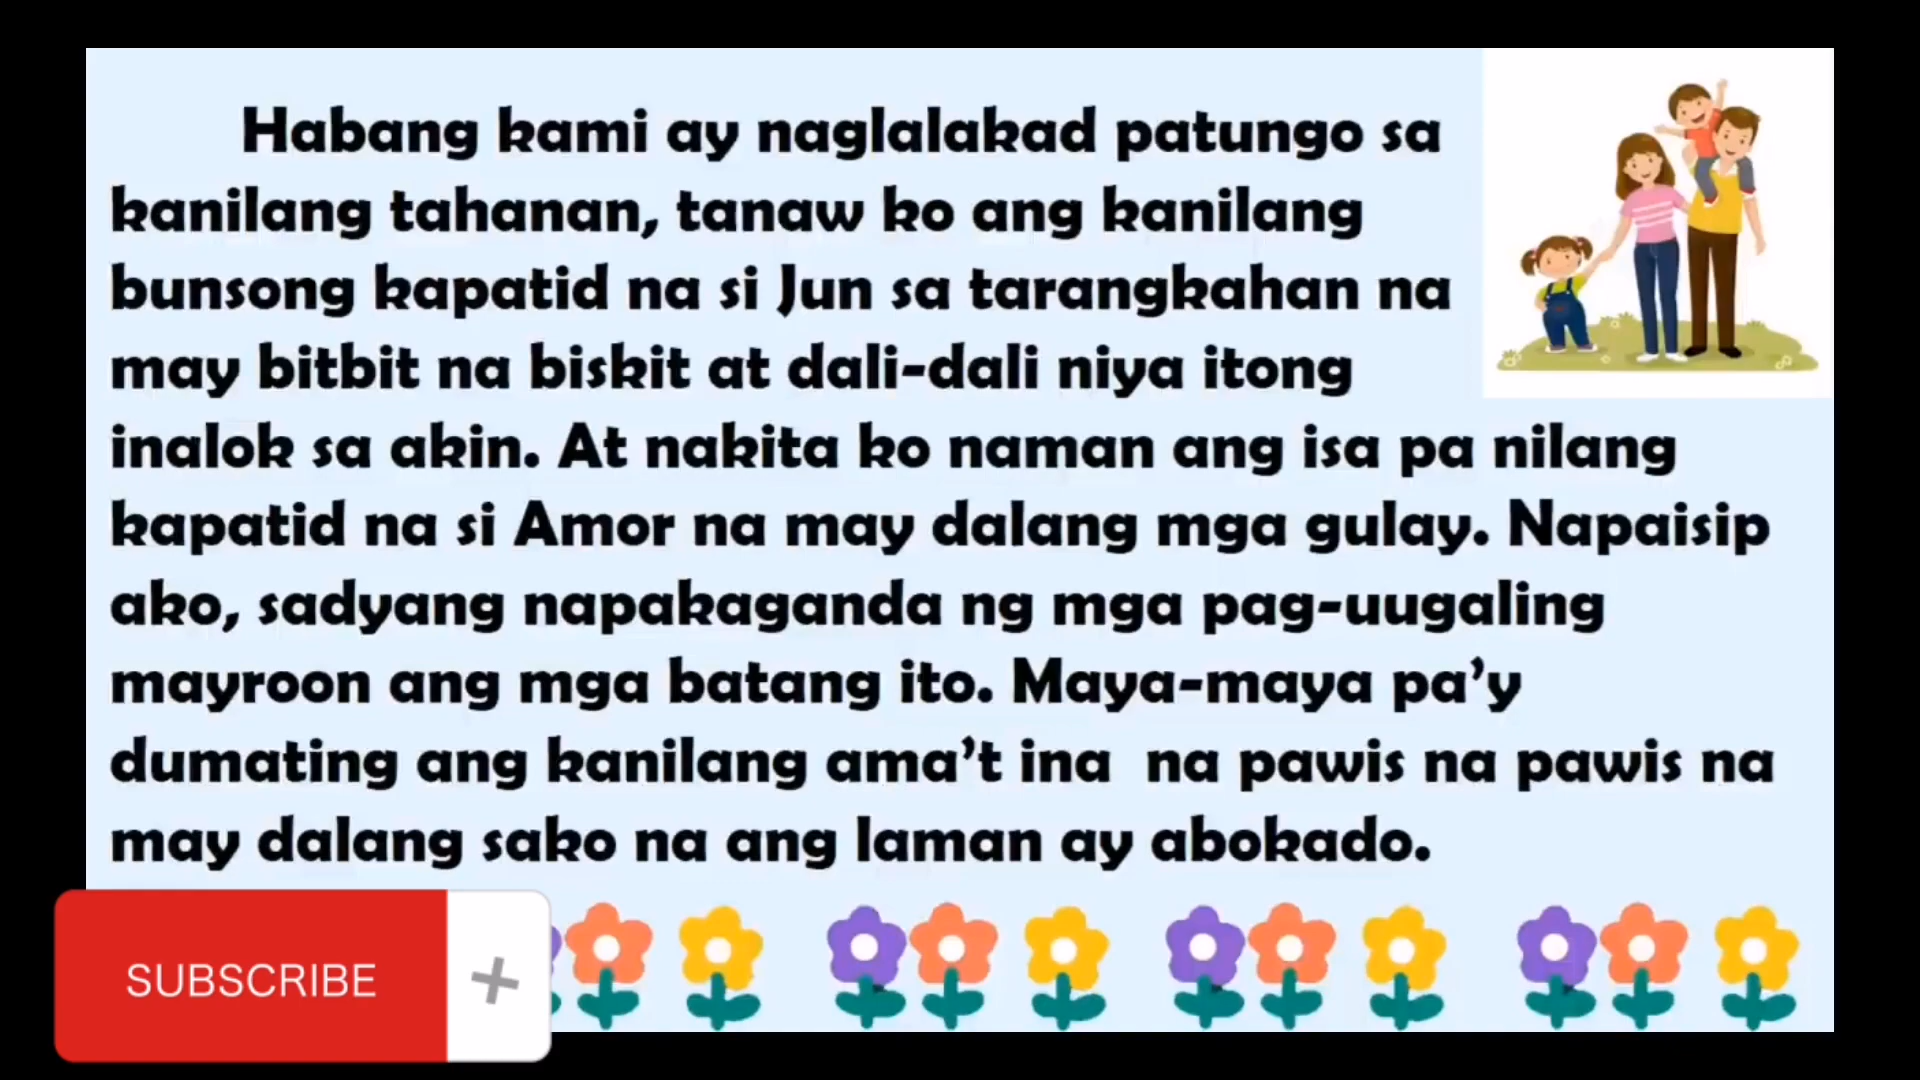 Habang kami ay naglalakad patungo sa
kanilang tahanan, tanaw ko ang kanilang
bunsong kapatid na si Jun sa tarangkahan na
may bitbit na biskit at dali-dali niya itong
inalok sa akin. At nakita ko naman ang isa pa nilang
kapatid na si Amor na may dalang mga gulay. Napaisip
ako, sadyang napakaganda ng mga pag-uugaling
mayroon ang mga batang ito. Maya-maya pa’y
dumating ang kanilang ama’t ina na pawis na pawis na
may dalang sako na ang laman ay abokado.
SUBSCRIBE +